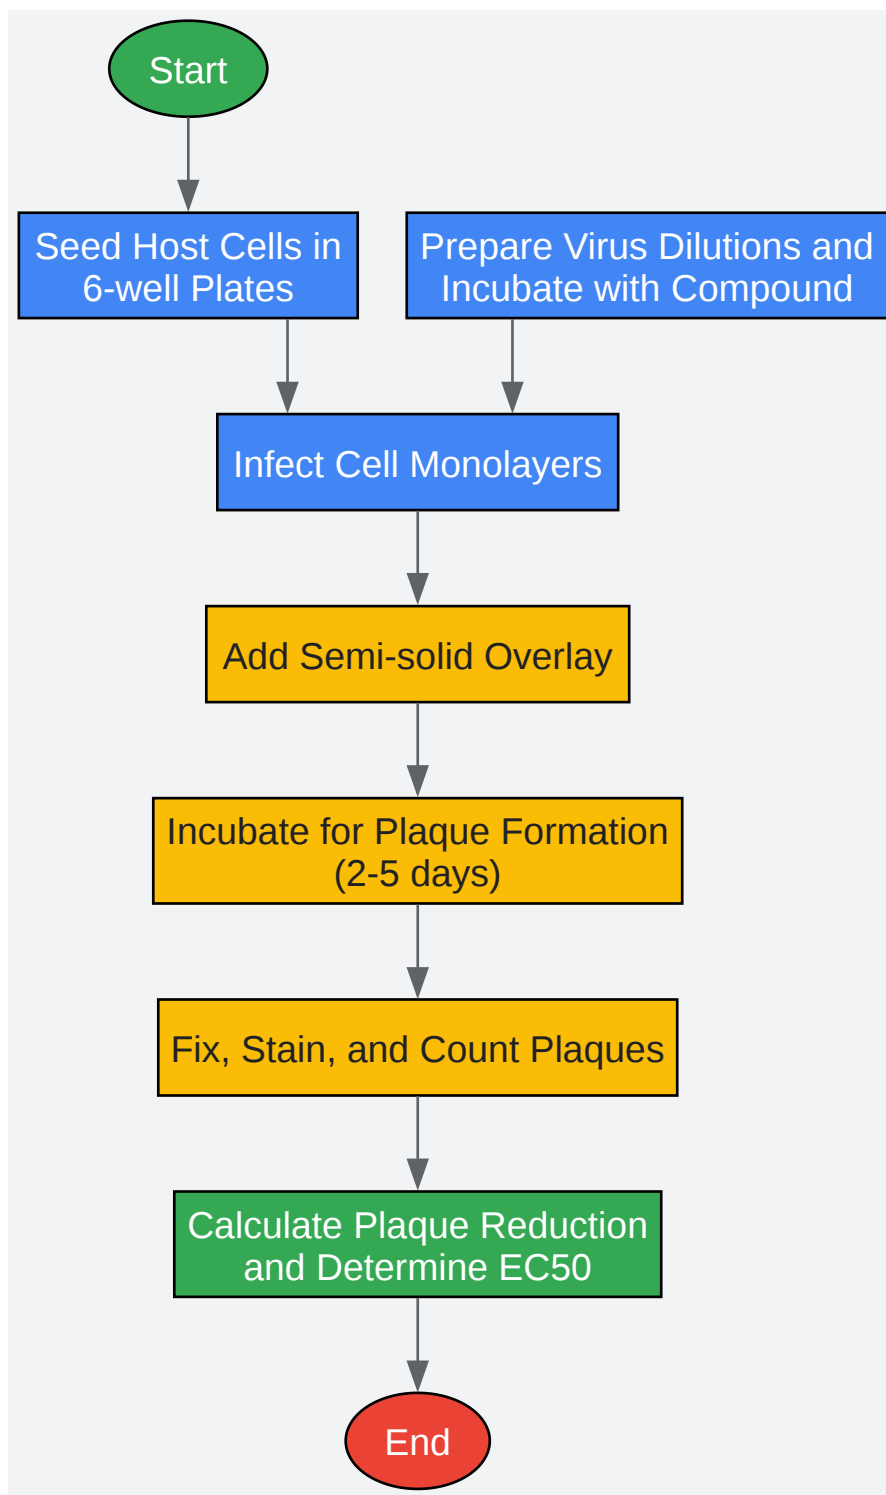 Start
Seed Host Cells in
6-well Plates
Prepare Virus Dilutions and
Incubate with Compound
Infect Cell Monolayers
Add Semi-solid Overlay
Incubate for Plaque Formation
(2-5 days)
Fix, Stain, and Count Plaques
Calculate Plaque Reduction
and Determine EC50
End